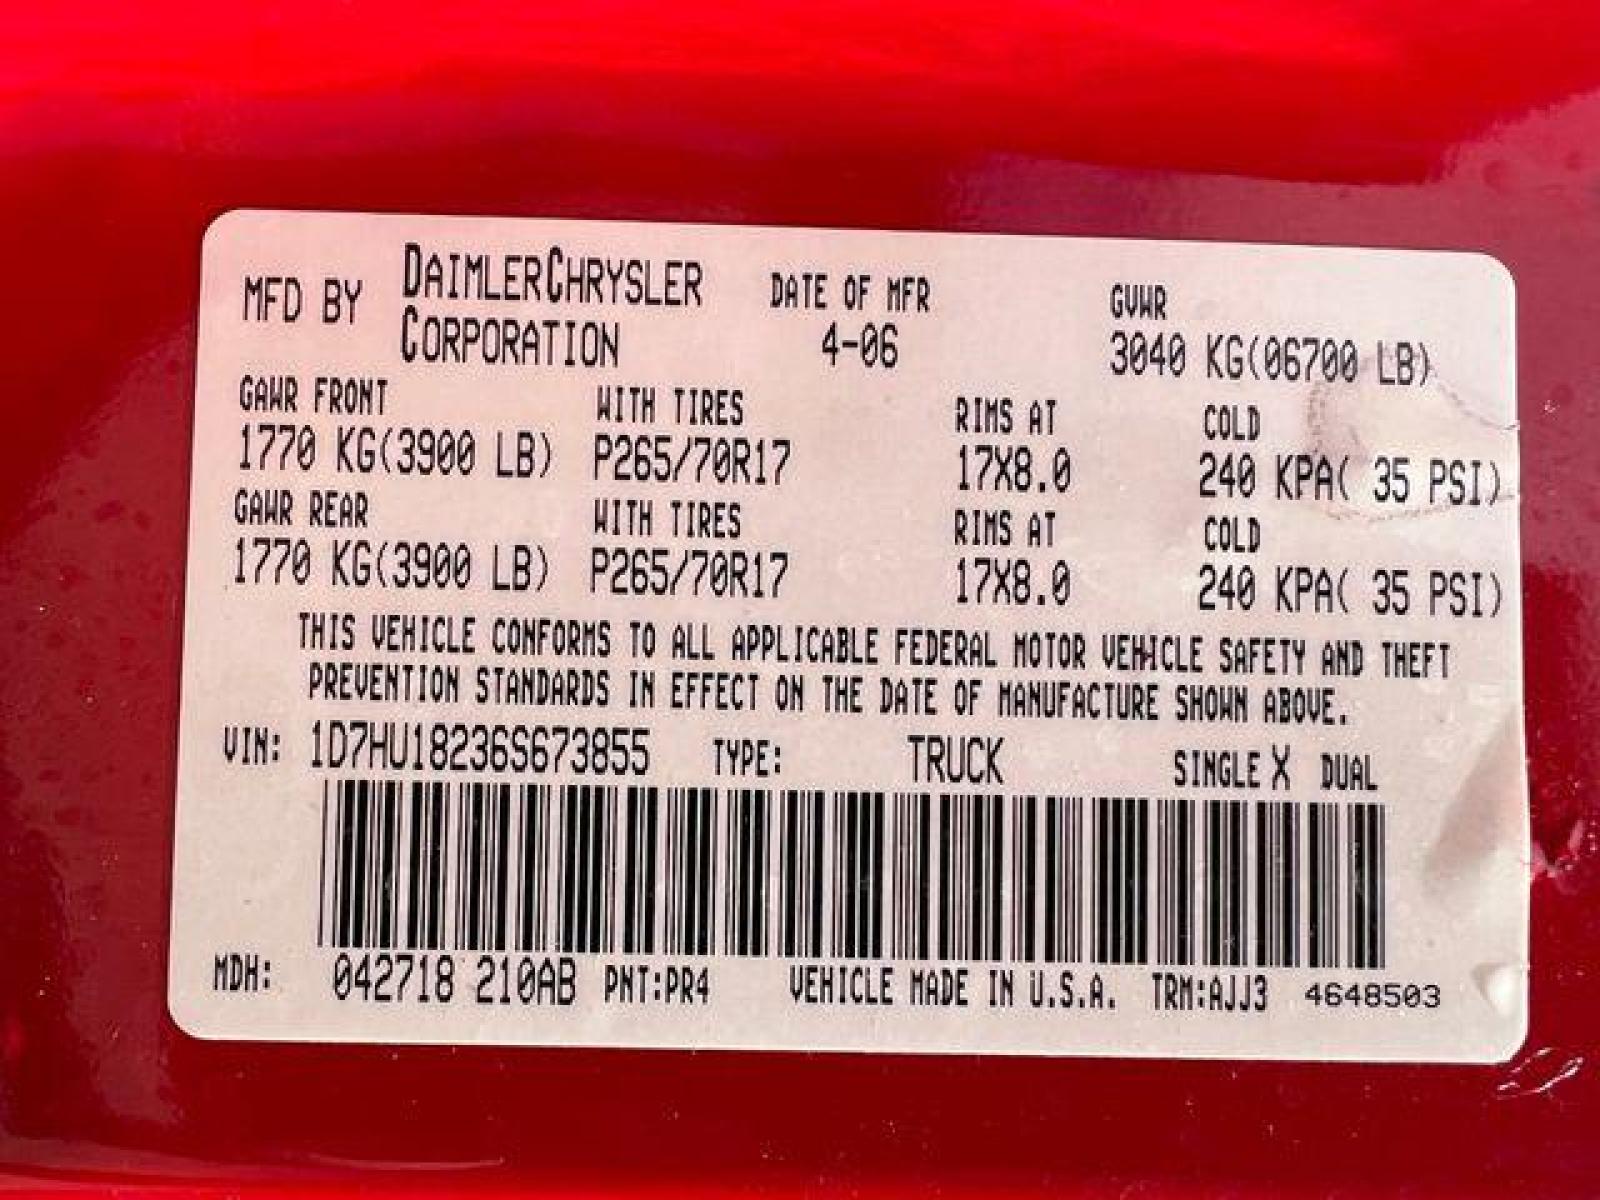 MFD BY DAIMLERCHRYSLER CORPORATION DATE OF MFR 4-06 GVWR 3040 KG(06700 LB)
GAWR FRONT WITH TIRES RIMS AT COLD
1770 KG(3900 LB) P265/70R17 17X8.0 240 KPA( 35 PSI)
GAWR REAR WITH TIRES RIMS AT COLD
1770 KG(3900 LB) P265/70R17 17X8.0 240 KPA( 35 PSI)
THIS VEHICLE CONFORMS TO ALL APPLICABLE FEDERAL MOTOR VEHICLE SAFETY AND THEFT
PREVENTION STANDARDS IN EFFECT ON THE DATE OF MANUFACTURE SHOWN ABOVE.
VIN: 1D7HU18236S673855 TYPE: TRUCK SINGLE X DUAL
MDH: 042718 210AB PNT:PR4 VEHICLE MADE IN U.S.A. TRM:AJJ3 4648503